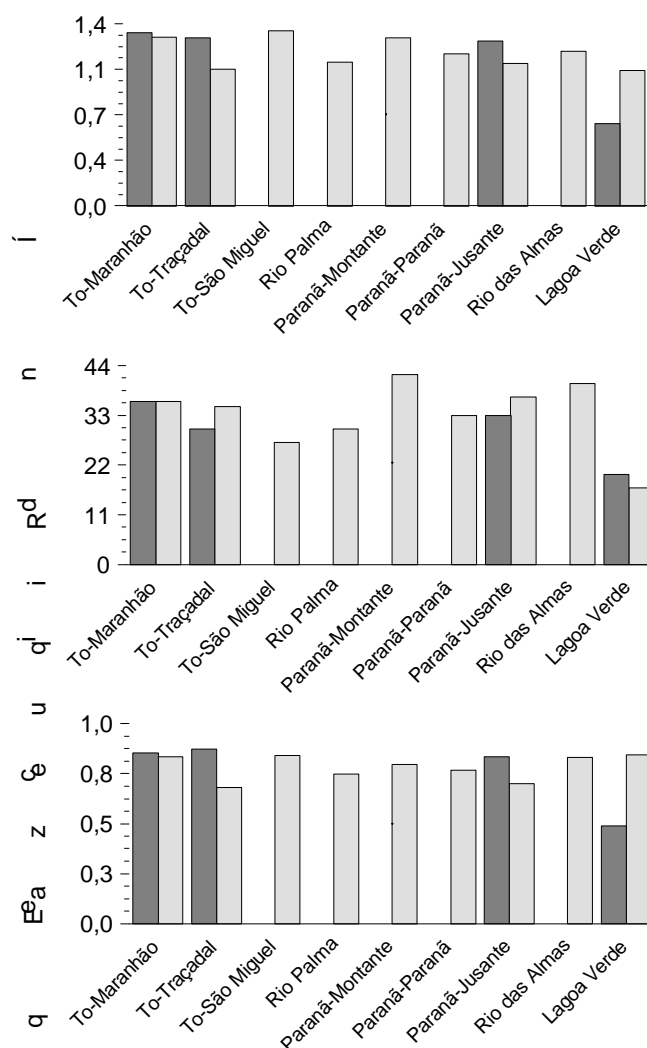 1,4
1,1
0,7
0,4
0,0
To-Maranhão
To-Traçadal
To-São Miguel
Rio Palma
Paranã-Montante
Paranã-Paranã
Paranã-Jusante
Rio das Almas
Lagoa Verde
Í
n
d
i
c
e
44
33
22
11
0
To-Maranhão
To-Traçadal
To-São Miguel
Rio Palma
Paranã-Montante
Paranã-Paranã
Paranã-Jusante
Rio das Almas
Lagoa Verde
R
i
q
u
e
z
a
1,0
0,8
0,5
0,3
0,0
To-Maranhão
To-Traçadal
To-São Miguel
Rio Palma
Paranã-Montante
Paranã-Paranã
Paranã-Jusante
Rio das Almas
Lagoa Verde
E
q